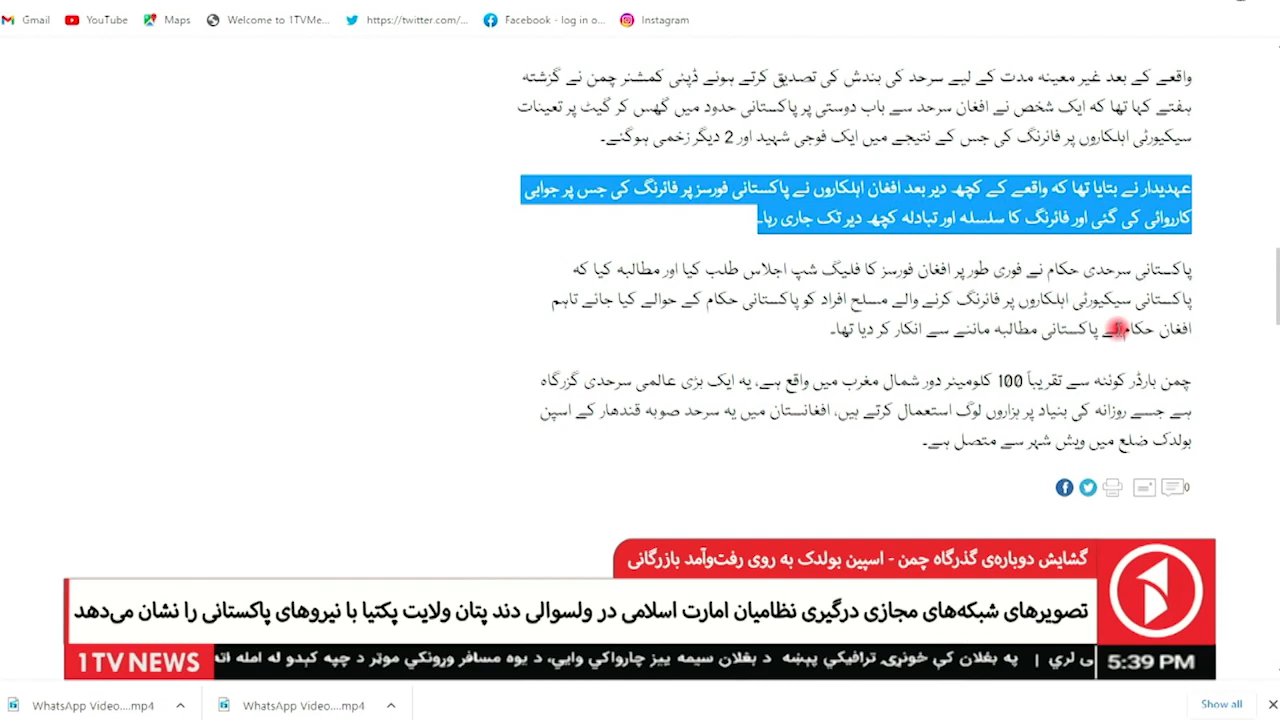 Gmail YouTube Maps Welcome to 1TVMe... https://twitter.com/... Facebook - log in o... Instagram
واقعے کے بعد غیر معینہ مدت کے لیے سرحد کی بندش کی تصدیق کرتے ہوئے ڈپٹی کمشنر چمن نے گزشتہ
ہفتے کہا تھا کہ ایک شخص نے افغان سرحد سے باب دوستی پر پاکستانی حدود میں گھس کر گیٹ پر تعینات
سیکیورٹی اہلکاروں پر فائرنگ کی جس کے نتیجے میں ایک فوجی شہید اور 2 دیگر زخمی ہوگئے۔
عہدیدار نے بتایا تھا کہ واقعے کے کچھ دیر بعد افغان اہلکاروں نے پاکستانی فورسز پر فائرنگ کی جس پر جوابی
کارروائی کی گئی اور فائرنگ کا سلسلہ اور تبادلہ کچھ دیر تک جاری رہا۔
پاکستانی سرحدی حکام نے فوری طور پر افغان فورسز کا فلیگ شپ اجلاس طلب کیا اور مطالبہ کیا کہ
پاکستانی سیکیورٹی اہلکاروں پر فائرنگ کرنے والے مسلح افراد کو پاکستانی حکام کے حوالے کیا جائے تاہم
افغان حکام نے پاکستانی مطالبہ ماننے سے انکار کر دیا تھا۔
چمن بارڈر کوئٹہ سے تقریباً 100 کلومیٹر دور شمال مغرب میں واقع ہے، یہ ایک بڑی عالمی سرحدی گزرگاہ
ہے جسے روزانہ کی بنیاد پر ہزاروں لوگ استعمال کرتے ہیں، افغانستان میں یہ سرحد صوبہ قندھار کے اسپن
بولدک ضلع میں ویش شہر سے متصل ہے۔
0
گشایش دوباره‌ی گذرگاه چمن - اسپین بولدک به روی رفت‌وآمد بازرگانی
تصویرهای شبکه‌های مجازی درگیری نظامیان امارت اسلامی در ولسوالی دند پتان ولایت پکتیا با نیروهای پاکستانی را نشان می‌دهد
1TV NEWS
ی لري | په بغلان کې خونړۍ ترافیکي پېښه د بغلان سیمه ییز چارواکي وايي، د یوه مسافر وړونکي موټر د چپه کېدو له امله اته
5:39 PM
WhatsApp Video....mp4 WhatsApp Video....mp4 Show all